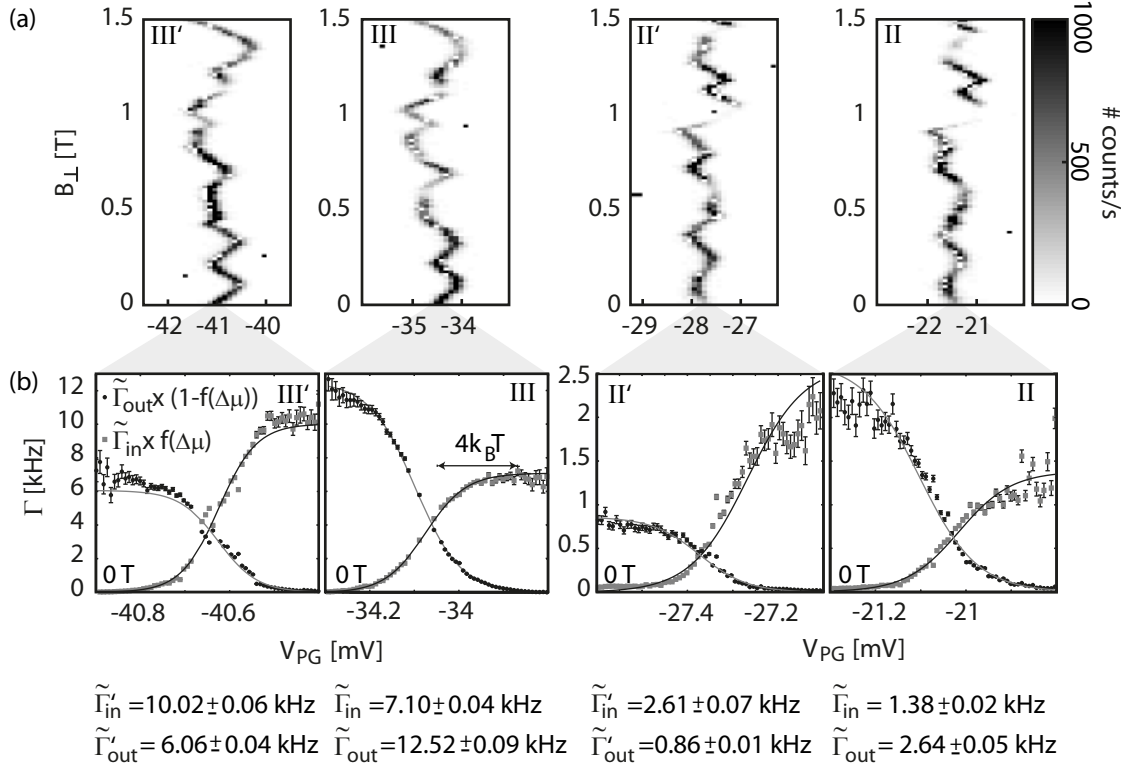 (a)
III'
III
II'
II
1.5
1
0.5
0
1.5
1
0.5
0
1.5
1
0.5
0
1.5
1
0.5
0
B⊥ [T]
1000
500
0
# counts/s
-42 -41 -40
-35 -34
-29 -28 -27
-22 -21
(b)
III'
III
II'
II
12
10
8
6
4
2
0
2.5
2
1.5
1
0.5
0
Γ [kHz]
Γ̃out x (1-f(Δμ))
Γ̃in x f(Δμ)
4kBT
0 T
0 T
0 T
0 T
-40.8 -40.6
-34.2 -34
-27.4 -27.2
-21.2 -21
VPG [mV]
VPG [mV]
Γ̃'in = 10.02±0.06 kHz
Γ̃in = 7.10±0.04 kHz
Γ̃'in = 2.61±0.07 kHz
Γ̃in = 1.38±0.02 kHz
Γ̃'out = 6.06±0.04 kHz
Γ̃out = 12.52±0.09 kHz
Γ̃'out = 0.86±0.01 kHz
Γ̃out = 2.64±0.05 kHz